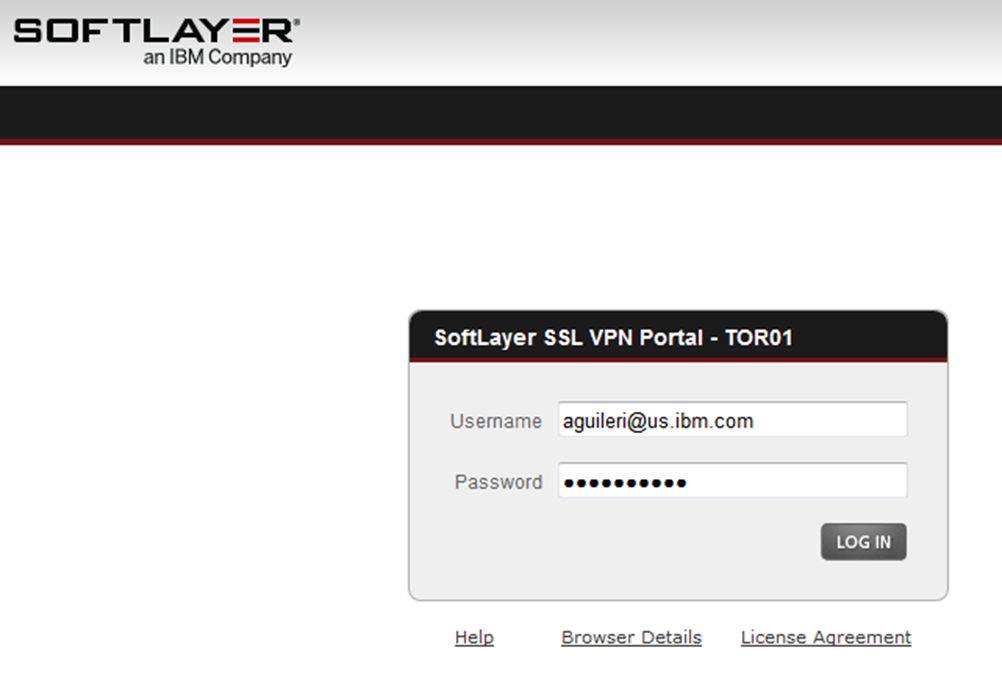 SOFTLAYER®
an IBM Company
SoftLayer SSL VPN Portal - TOR01
Username aguileri@us.ibm.com
Password ••••••••••
LOG IN
Help Browser Details License Agreement